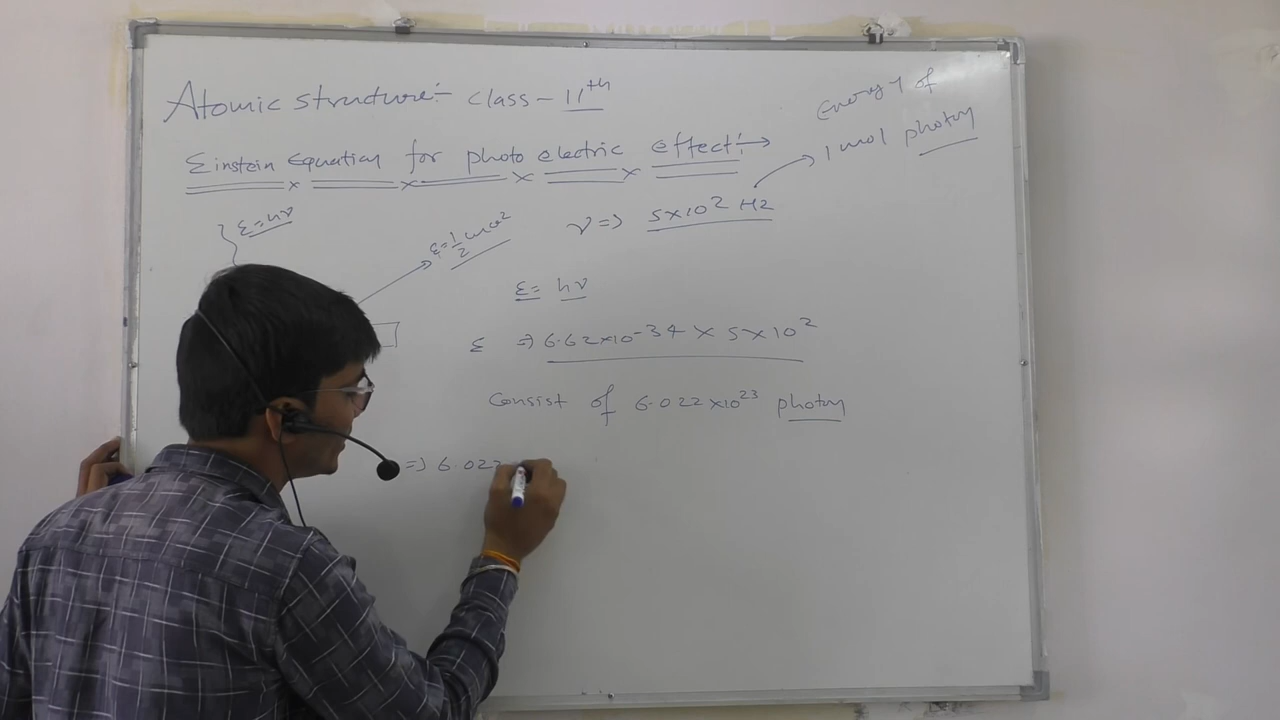 Atomic structure:- Class - 11th
Energy of
1 mol photon
Einstein Equation for photo electric effect:→
ε=hν
ε=1/2 mv²
ν => 5×10² Hz
ε = hν
ε => 6.62×10⁻³⁴ × 5×10²
Consist of 6.022×10²³ photon
=> 6.022